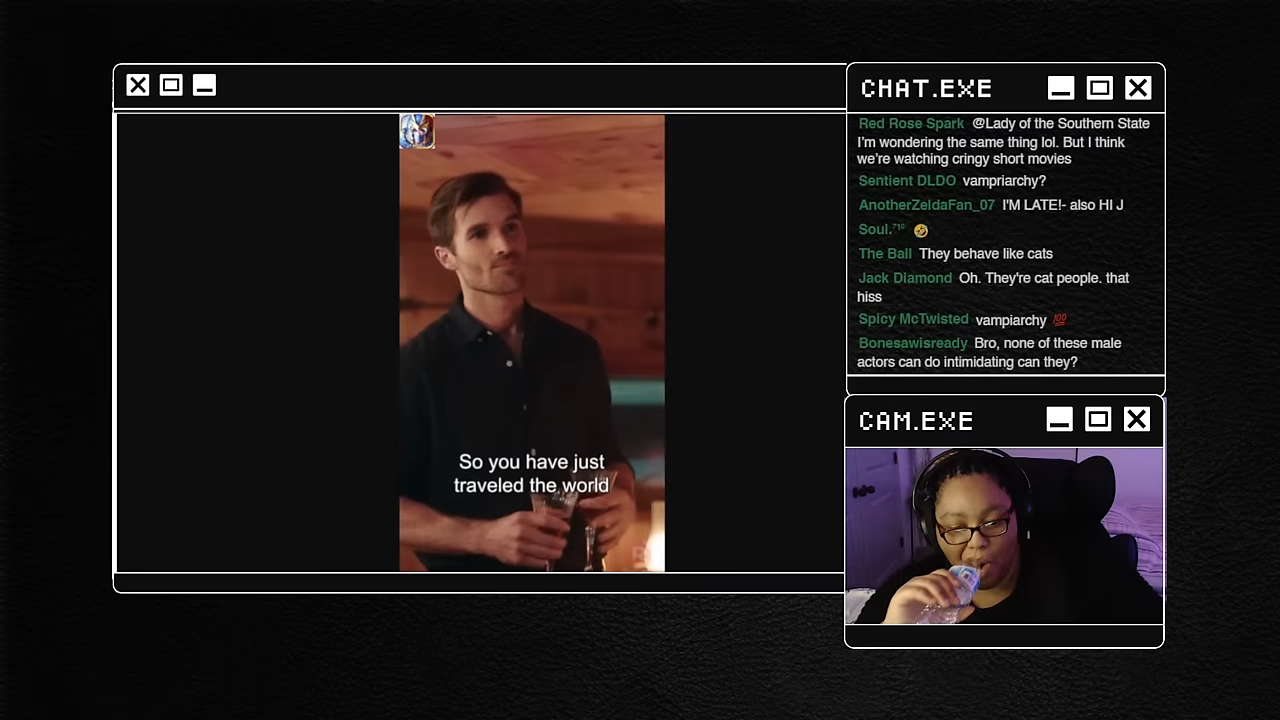 CHAT.EXE
Red Rose Spark @Lady of the Southern State
I'm wondering the same thing lol. But I think
we're watching cringy short movies
Sentient DLDO vampriarchy?
AnotherZeldaFan_07 I'M LATE!- also HI J
Soul.⁷¹⁰ 🤣
The Ball They behave like cats
Jack Diamond Oh. They're cat people. that
hiss
Spicy McTwisted vampiarchy 💯
Bonesawisready Bro, none of these male
actors can do intimidating can they?
So you have just
traveled the world
CAM.EXE